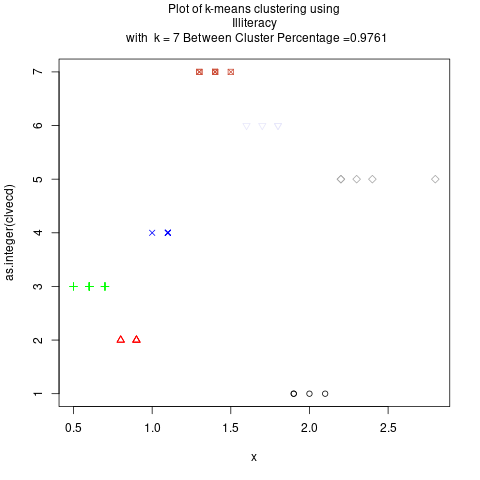 Plot of k-means clustering using
Illiteracy
with k = 7 Between Cluster Percentage =0.9761
as.integer(clvecd)
7
6
5
4
3
2
1
0.5 1.0 1.5 2.0 2.5
x